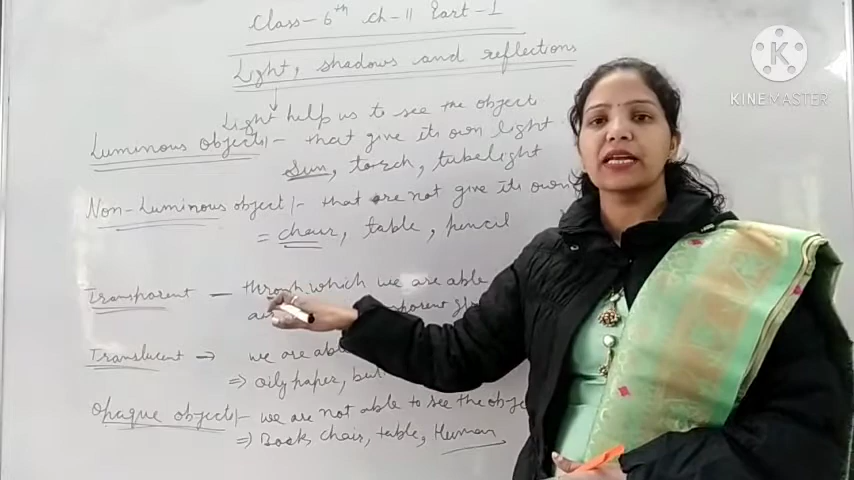 Class-6th ch-11 Part-1
Light, shadows and reflections
Light help us to see the object
Luminous object:- that give its own light
Sun, torch, tubelight
Non-Luminous object:- that are not give its own
= chair, table, pencil
Transparent — which we are able
Translucent → we are
⇒ oily paper,
Opaque object:- we are not able to see the
⇒ Book, chair, table, Human
KINEMASTER